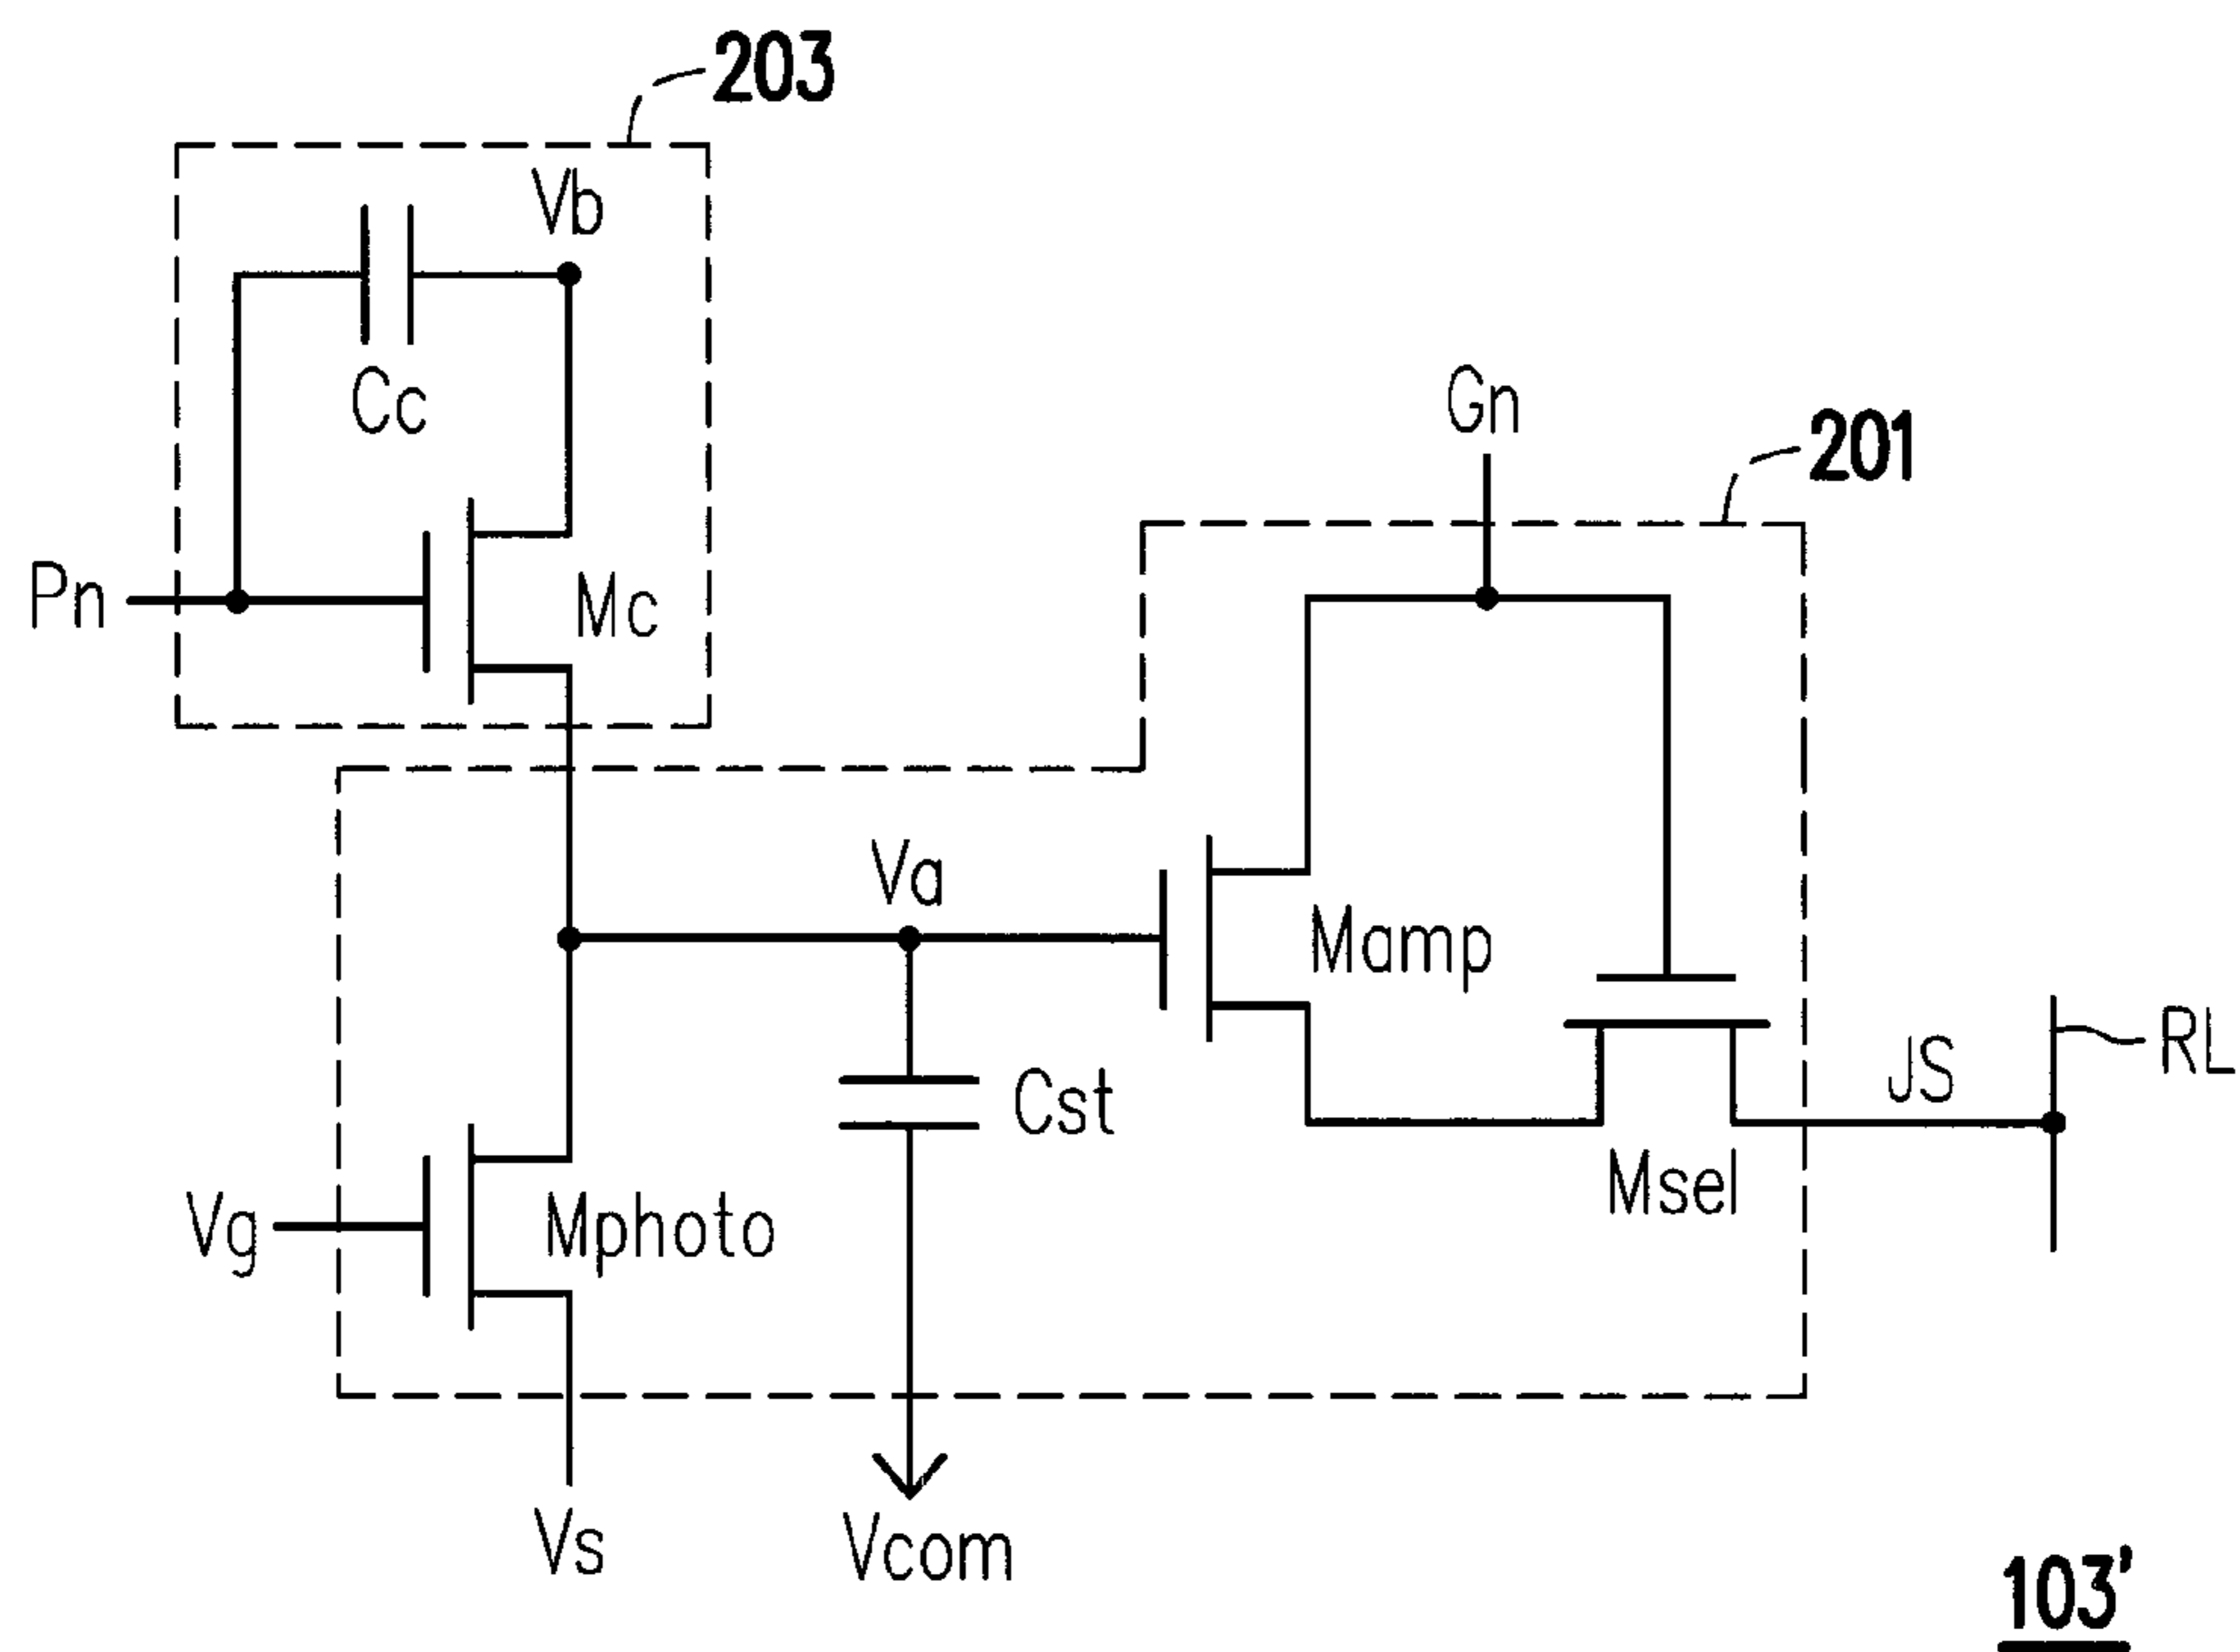 203
Vb
Cc
Gn
201
Pn
Mc
Va
Mamp
RL
JS
Cst
Msel
Vg
Mphoto
Vs
Vcom
103'